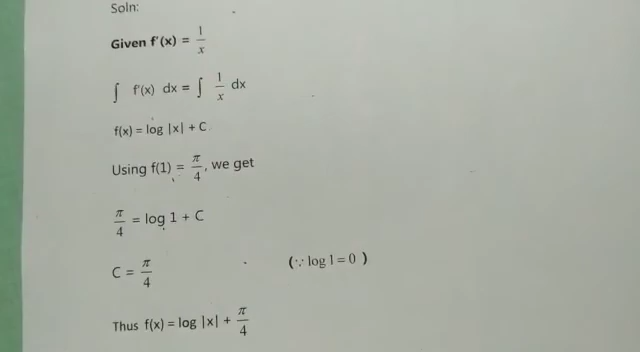 Soln:
Given f'(x) = 1/x
∫ f'(x) dx = ∫ 1/x dx
f(x) = log |x| + C
Using f(1) = π/4, we get
π/4 = log 1 + C
C = π/4 (∵ log 1 = 0 )
Thus f(x) = log |x| + π/4